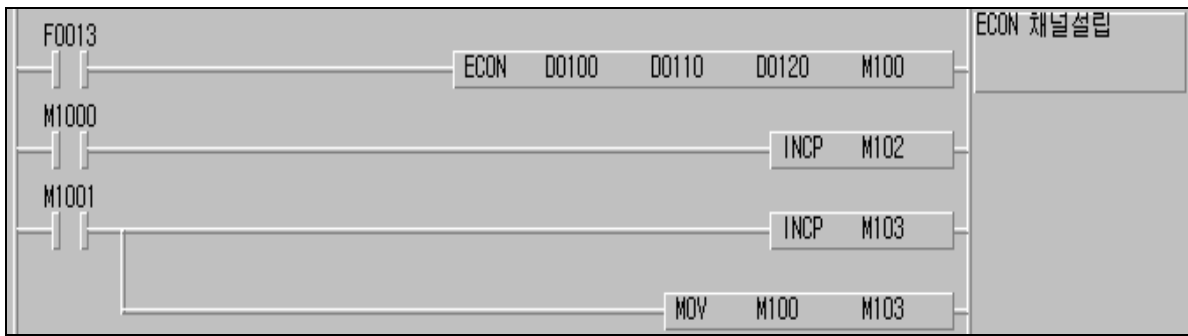 F0013
ECON D0100 D0110 D0120 M100
ECON 채널설립
M1000
INCP M102
M1001
INCP M103
MOV M100 M103